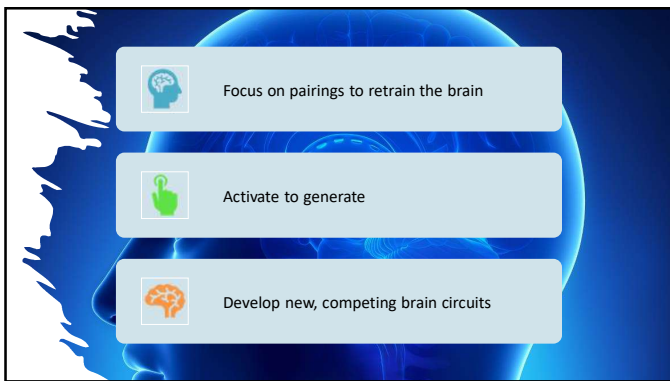 Focus on pairings to retrain the brain
Activate to generate
Develop new, competing brain circuits